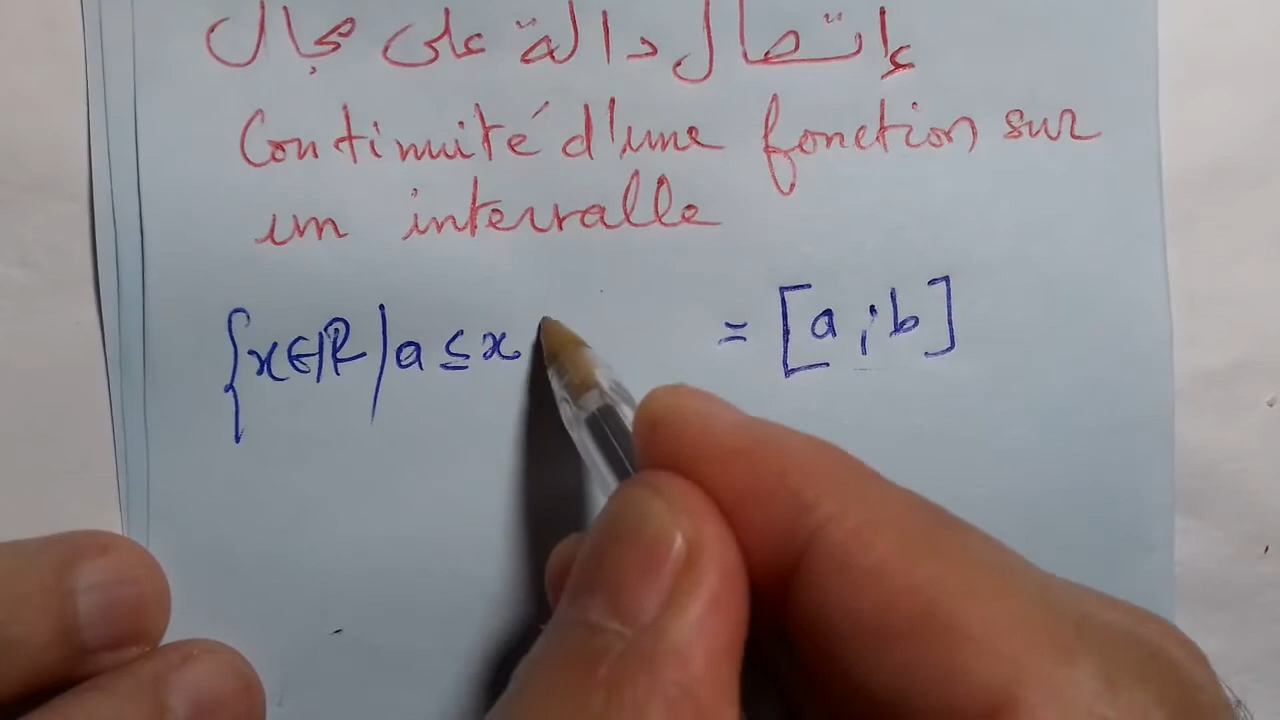 إتصال دالة على مجال
Continuité d'une fonction sur
un intervalle
{x∈ℝ / a ≤ x = [a ; b]